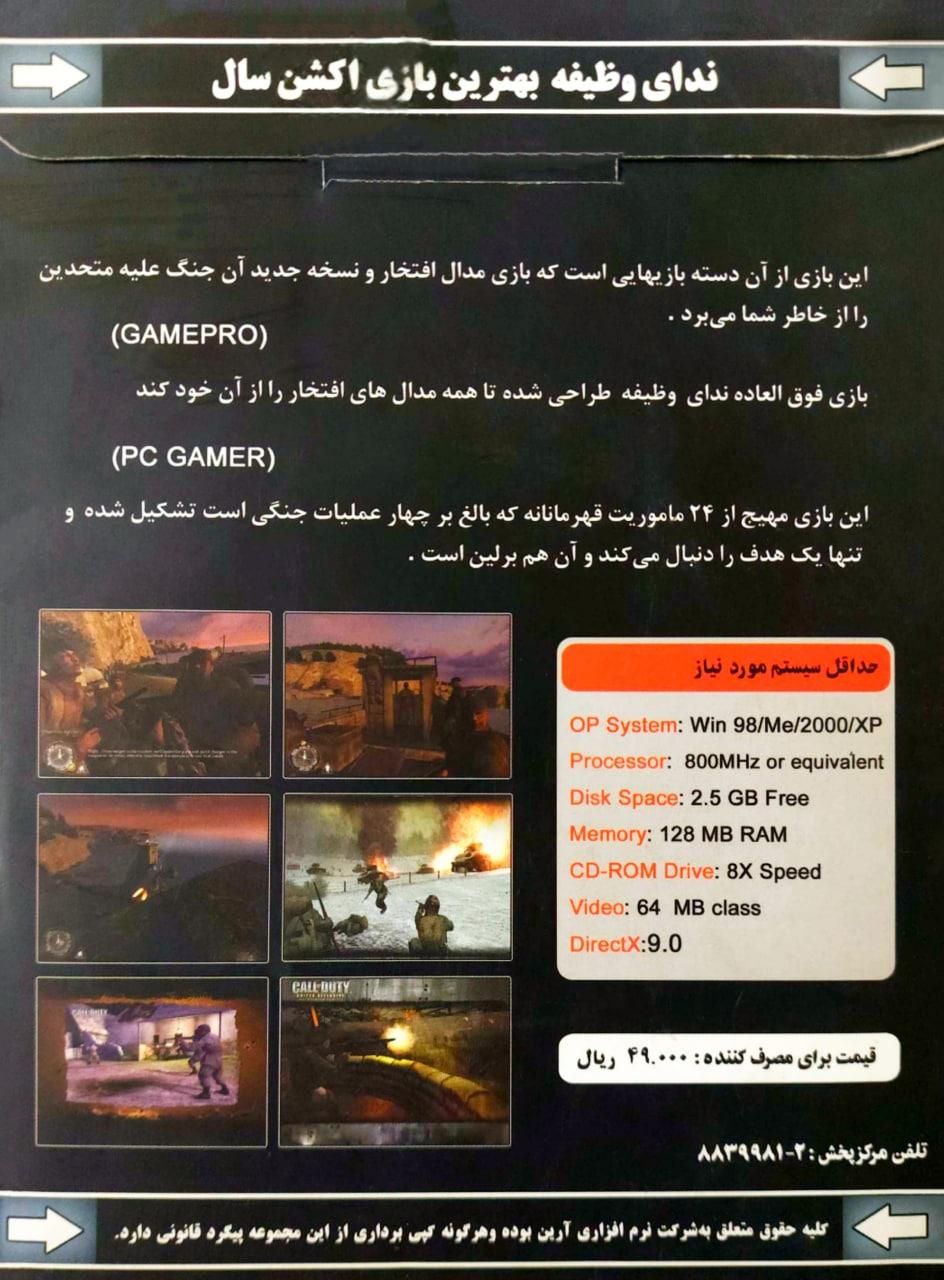 ندای وظیفه بهترین بازی اکشن سال
این بازی از آن دسته بازیهایی است که بازی مدال افتخار و نسخه جدید آن جنگ علیه متحدین
را از خاطر شما می‌برد .
(GAMEPRO)
بازی فوق العاده ندای وظیفه طراحی شده تا همه مدال های افتخار را از آن خود کند
(PC GAMER)
این بازی مهیج از ۲۴ ماموریت قهرمانانه که بالغ بر چهار عملیات جنگی است تشکیل شده و
تنها یک هدف را دنبال می‌کند و آن هم برلین است .
حداقل سیستم مورد نیاز
OP System: Win 98/Me/2000/XP
Processor: 800MHz or equivalent
Disk Space: 2.5 GB Free
Memory: 128 MB RAM
CD-ROM Drive: 8X Speed
Video: 64 MB class
DirectX:9.0
CALL DUTY
CALL DUTY
قیمت برای مصرف کننده : ۴۹.۰۰۰ ریال
تلفن مرکزپخش : ۲-۸۸۳۹۹۸۱
کلیه حقوق متعلق به‌شرکت نرم افزاری آرین بوده وهرگونه کپی برداری از این مجموعه پیگرد قانونی دارد.